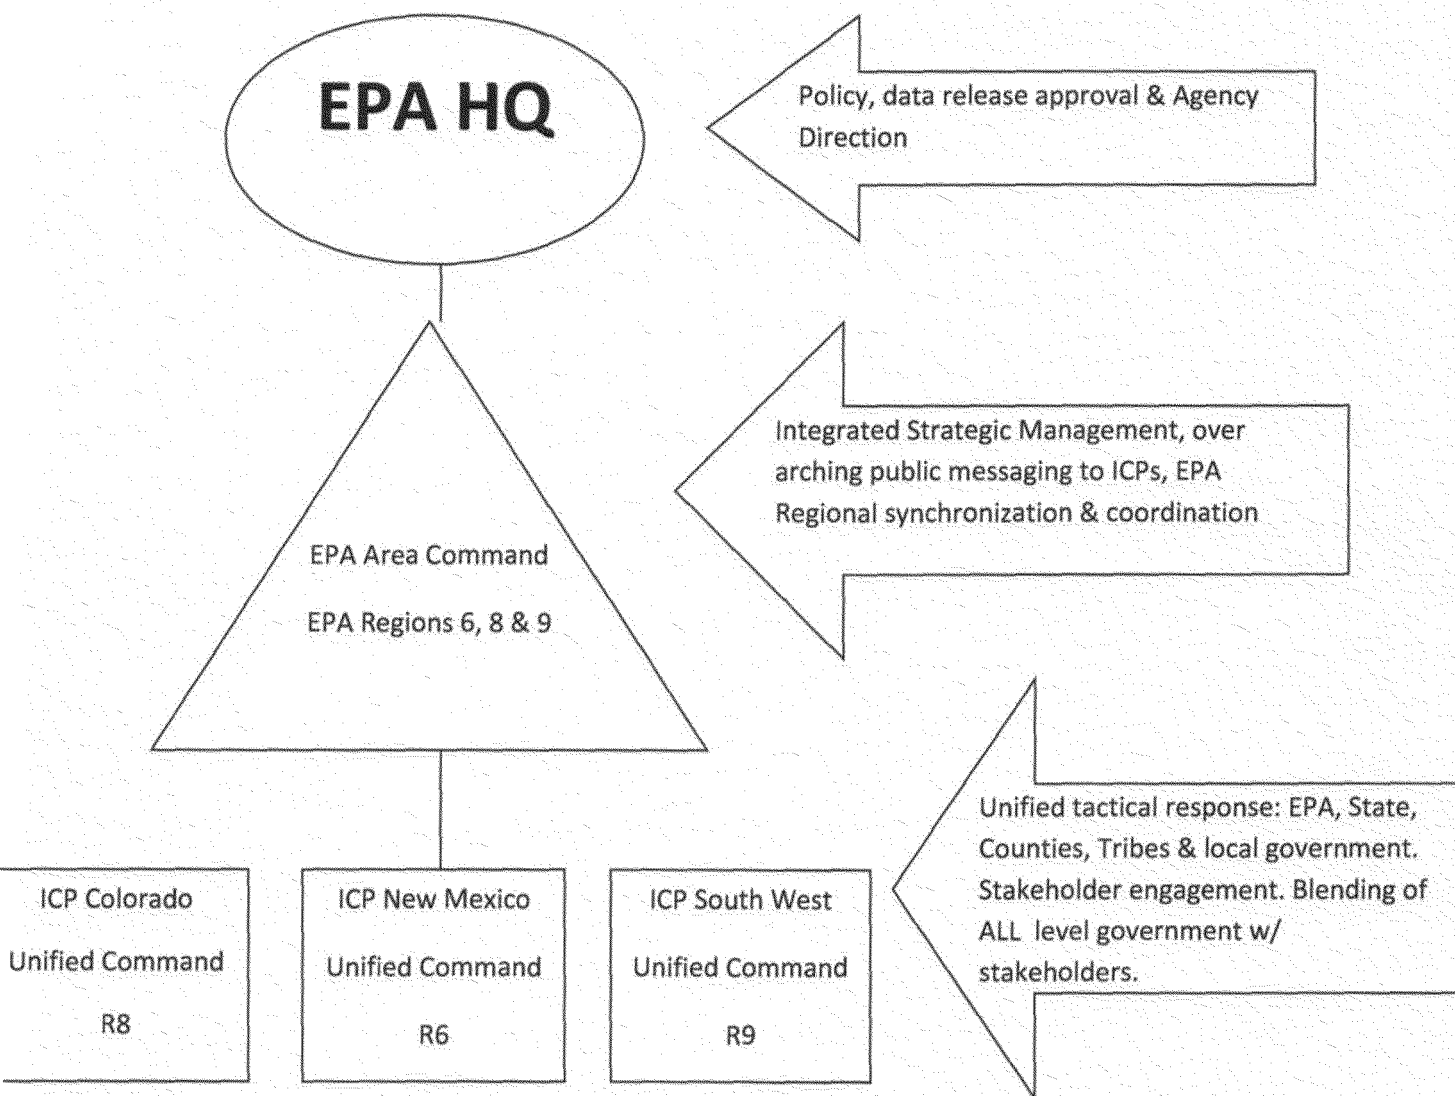 EPA HQ
Policy, data release approval & Agency
Direction
Integrated Strategic Management, over
arching public messaging to ICPs, EPA
Regional synchronization & coordination
EPA Area Command
EPA Regions 6, 8 & 9
Unified tactical response: EPA, State,
Counties, Tribes & local government.
Stakeholder engagement. Blending of
ALL level government w/
stakeholders.
ICP Colorado
Unified Command
R8
ICP New Mexico
Unified Command
R6
ICP South West
Unified Command
R9